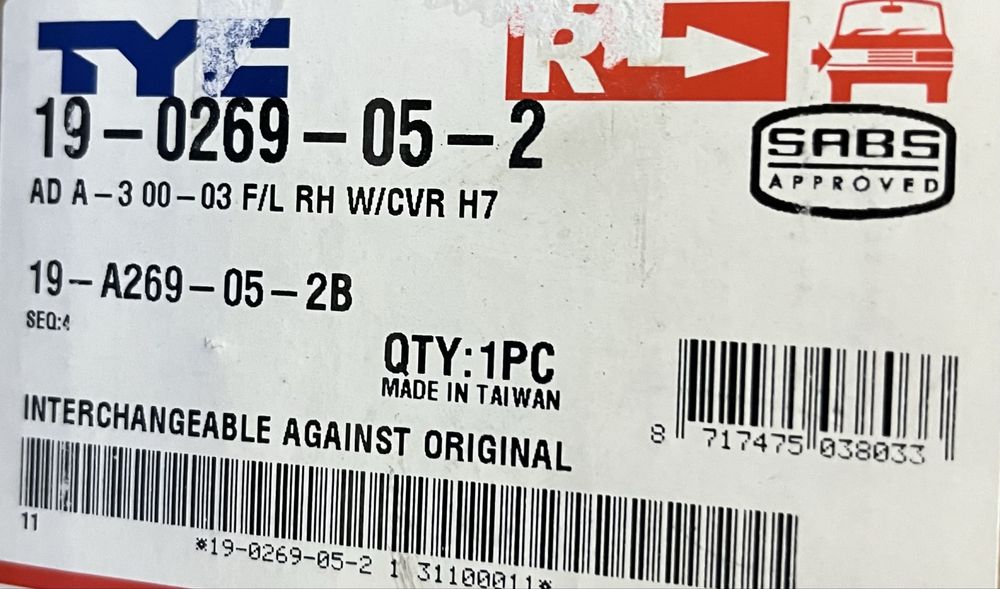 TYC
R
19-0269-05-2
SABS
APPROVED
AD A-3 00-03 F/L RH W/CVR H7
19-A269-05-2B
SEQ:4
QTY:1PC
MADE IN TAIWAN
INTERCHANGEABLE AGAINST ORIGINAL
8 717475 038033
11
*19-0269-05-2 1 31100011*